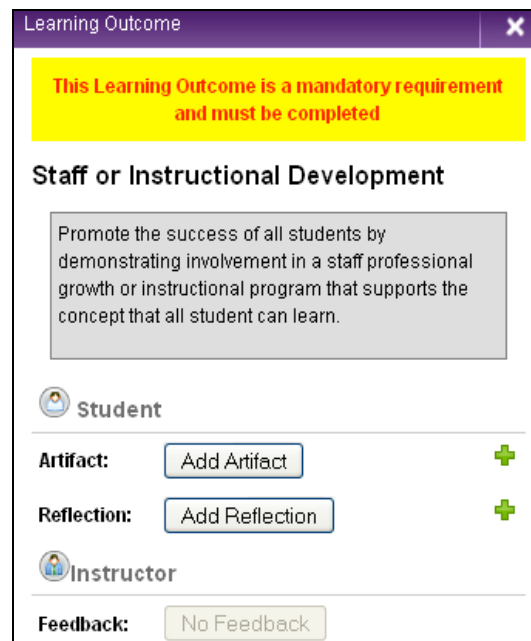 Learning Outcome
This Learning Outcome is a mandatory requirement
and must be completed
Staff or Instructional Development
Promote the success of all students by
demonstrating involvement in a staff professional
growth or instructional program that supports the
concept that all student can learn.
Student
Artifact: Add Artifact
Reflection: Add Reflection
Instructor
Feedback: No Feedback